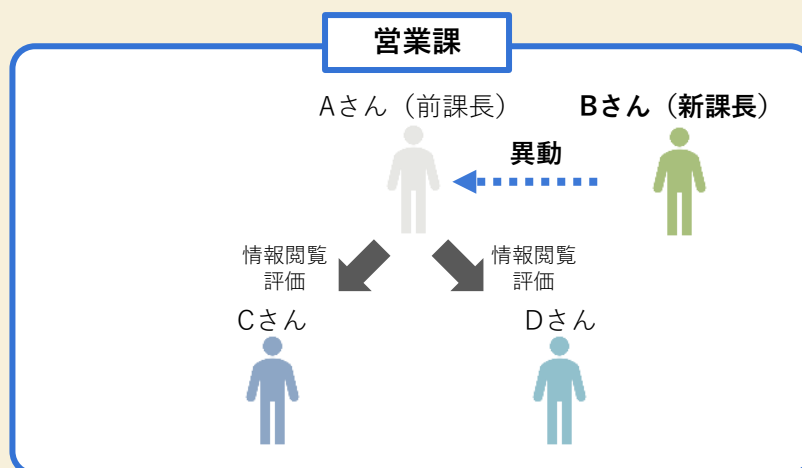 営業課
Aさん（前課長）
Bさん（新課長）
異動
情報閲覧
評価
情報閲覧
評価
Cさん
Dさん